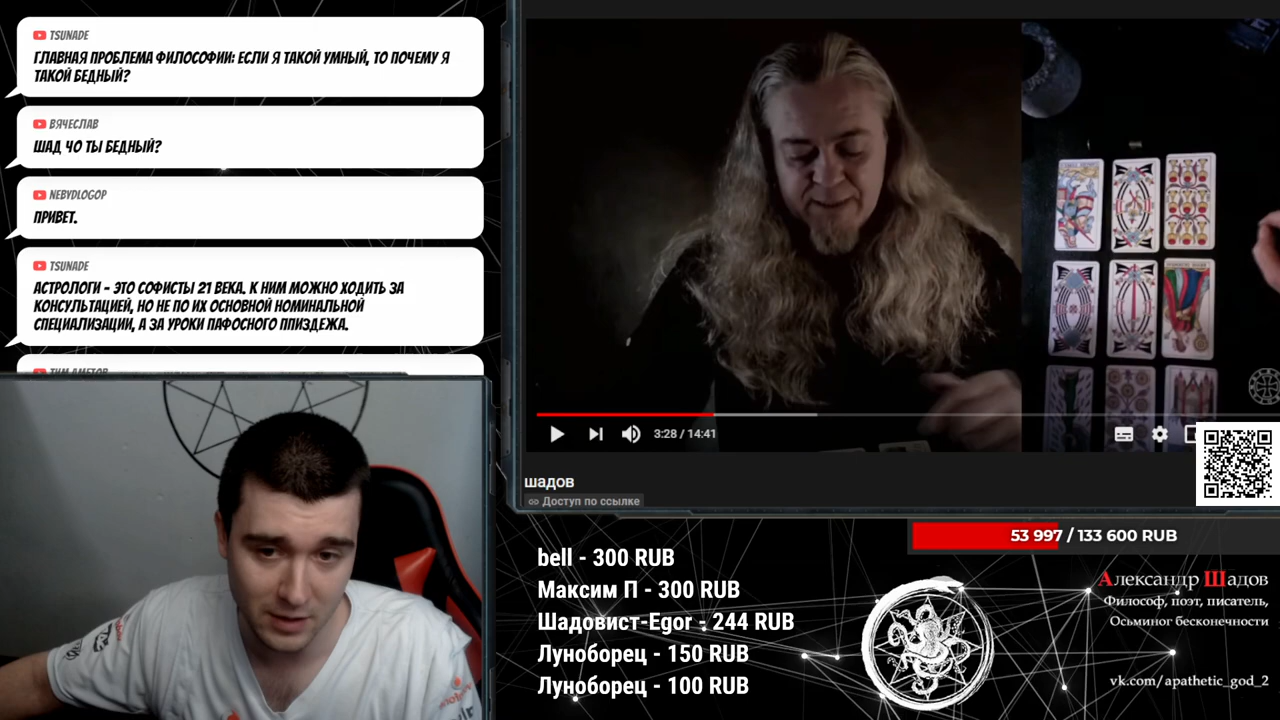 TSUNADE
ГЛАВНАЯ ПРОБЛЕМА ФИЛОСОФИИ: ЕСЛИ Я ТАКОЙ УМНЫЙ, ТО ПОЧЕМУ Я
ТАКОЙ БЕДНЫЙ?
ВЯЧЕСЛАВ
ШАД ЧО ТЫ БЕДНЫЙ?
NEBYDLOGOP
ПРИВЕТ.
TSUNADE
АСТРОЛОГИ - ЭТО СОФИСТЫ 21 ВЕКА. К НИМ МОЖНО ХОДИТЬ ЗА
КОНСУЛЬТАЦИЕЙ, НО НЕ ПО ИХ ОСНОВНОЙ НОМИНАЛЬНОЙ
СПЕЦИАЛИЗАЦИИ, А ЗА УРОКИ ПАФОСНОГО ППИЗДЕЖА.
ТИМ АМЕТОВ
3:28 / 14:41
шадов
Доступ по ссылке
53 997 / 133 600 RUB
bell - 300 RUB
Максим П - 300 RUB
Шадовист-Egor - 244 RUB
Луноборец - 150 RUB
Луноборец - 100 RUB
Александр Шадов
Философ, поэт, писатель,
Осьминог бесконечности
vk.com/apathetic_god_2